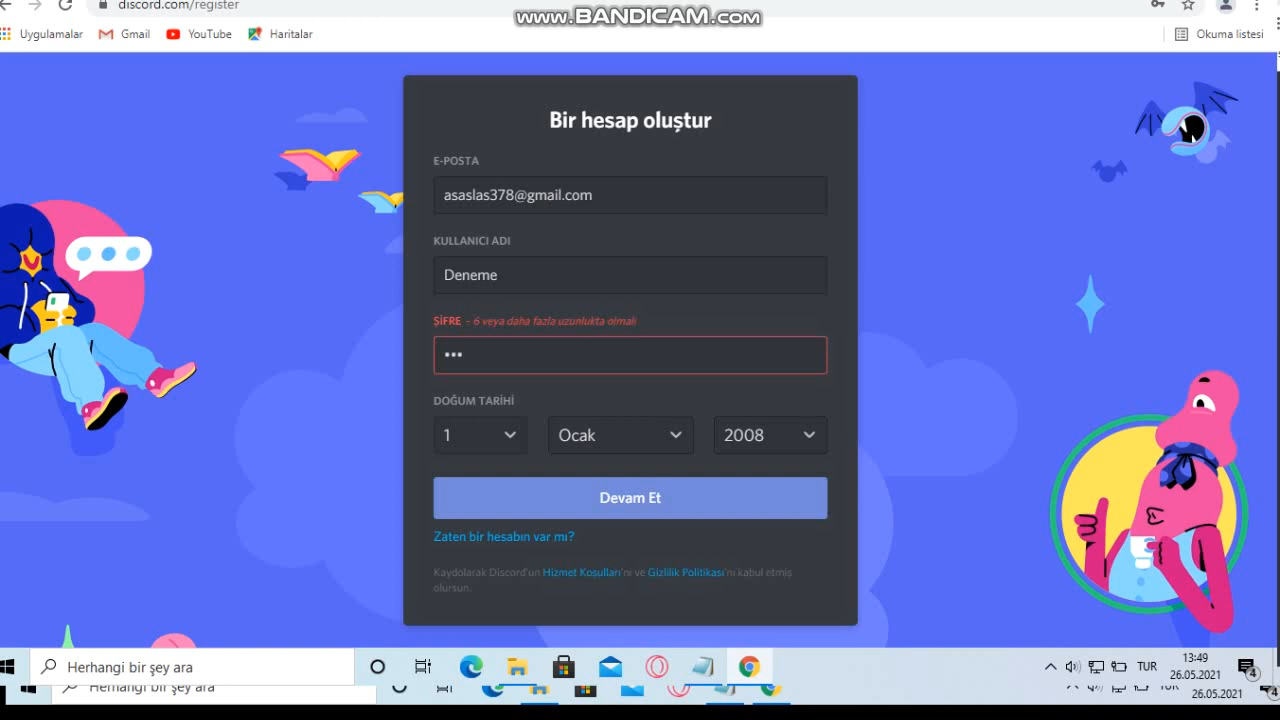 discord.com/register
www.BANDICAM.com
Uygulamalar Gmail YouTube Haritalar Okuma listesi
Bir hesap oluştur
E-POSTA
asaslas378@gmail.com
KULLANICI ADI
Deneme
ŞİFRE - 6 veya daha fazla uzunlukta olmalı
•••
DOĞUM TARİHİ
1 Ocak 2008
Devam Et
Zaten bir hesabın var mı?
Kaydolarak Discord'un Hizmet Koşulları'nı ve Gizlilik Politikası'nı kabul etmiş
olursun.
Herhangi bir şey ara TUR 13:49
26.05.2021 4
Herhangi bir şey ara TUR
26.05.2021 4